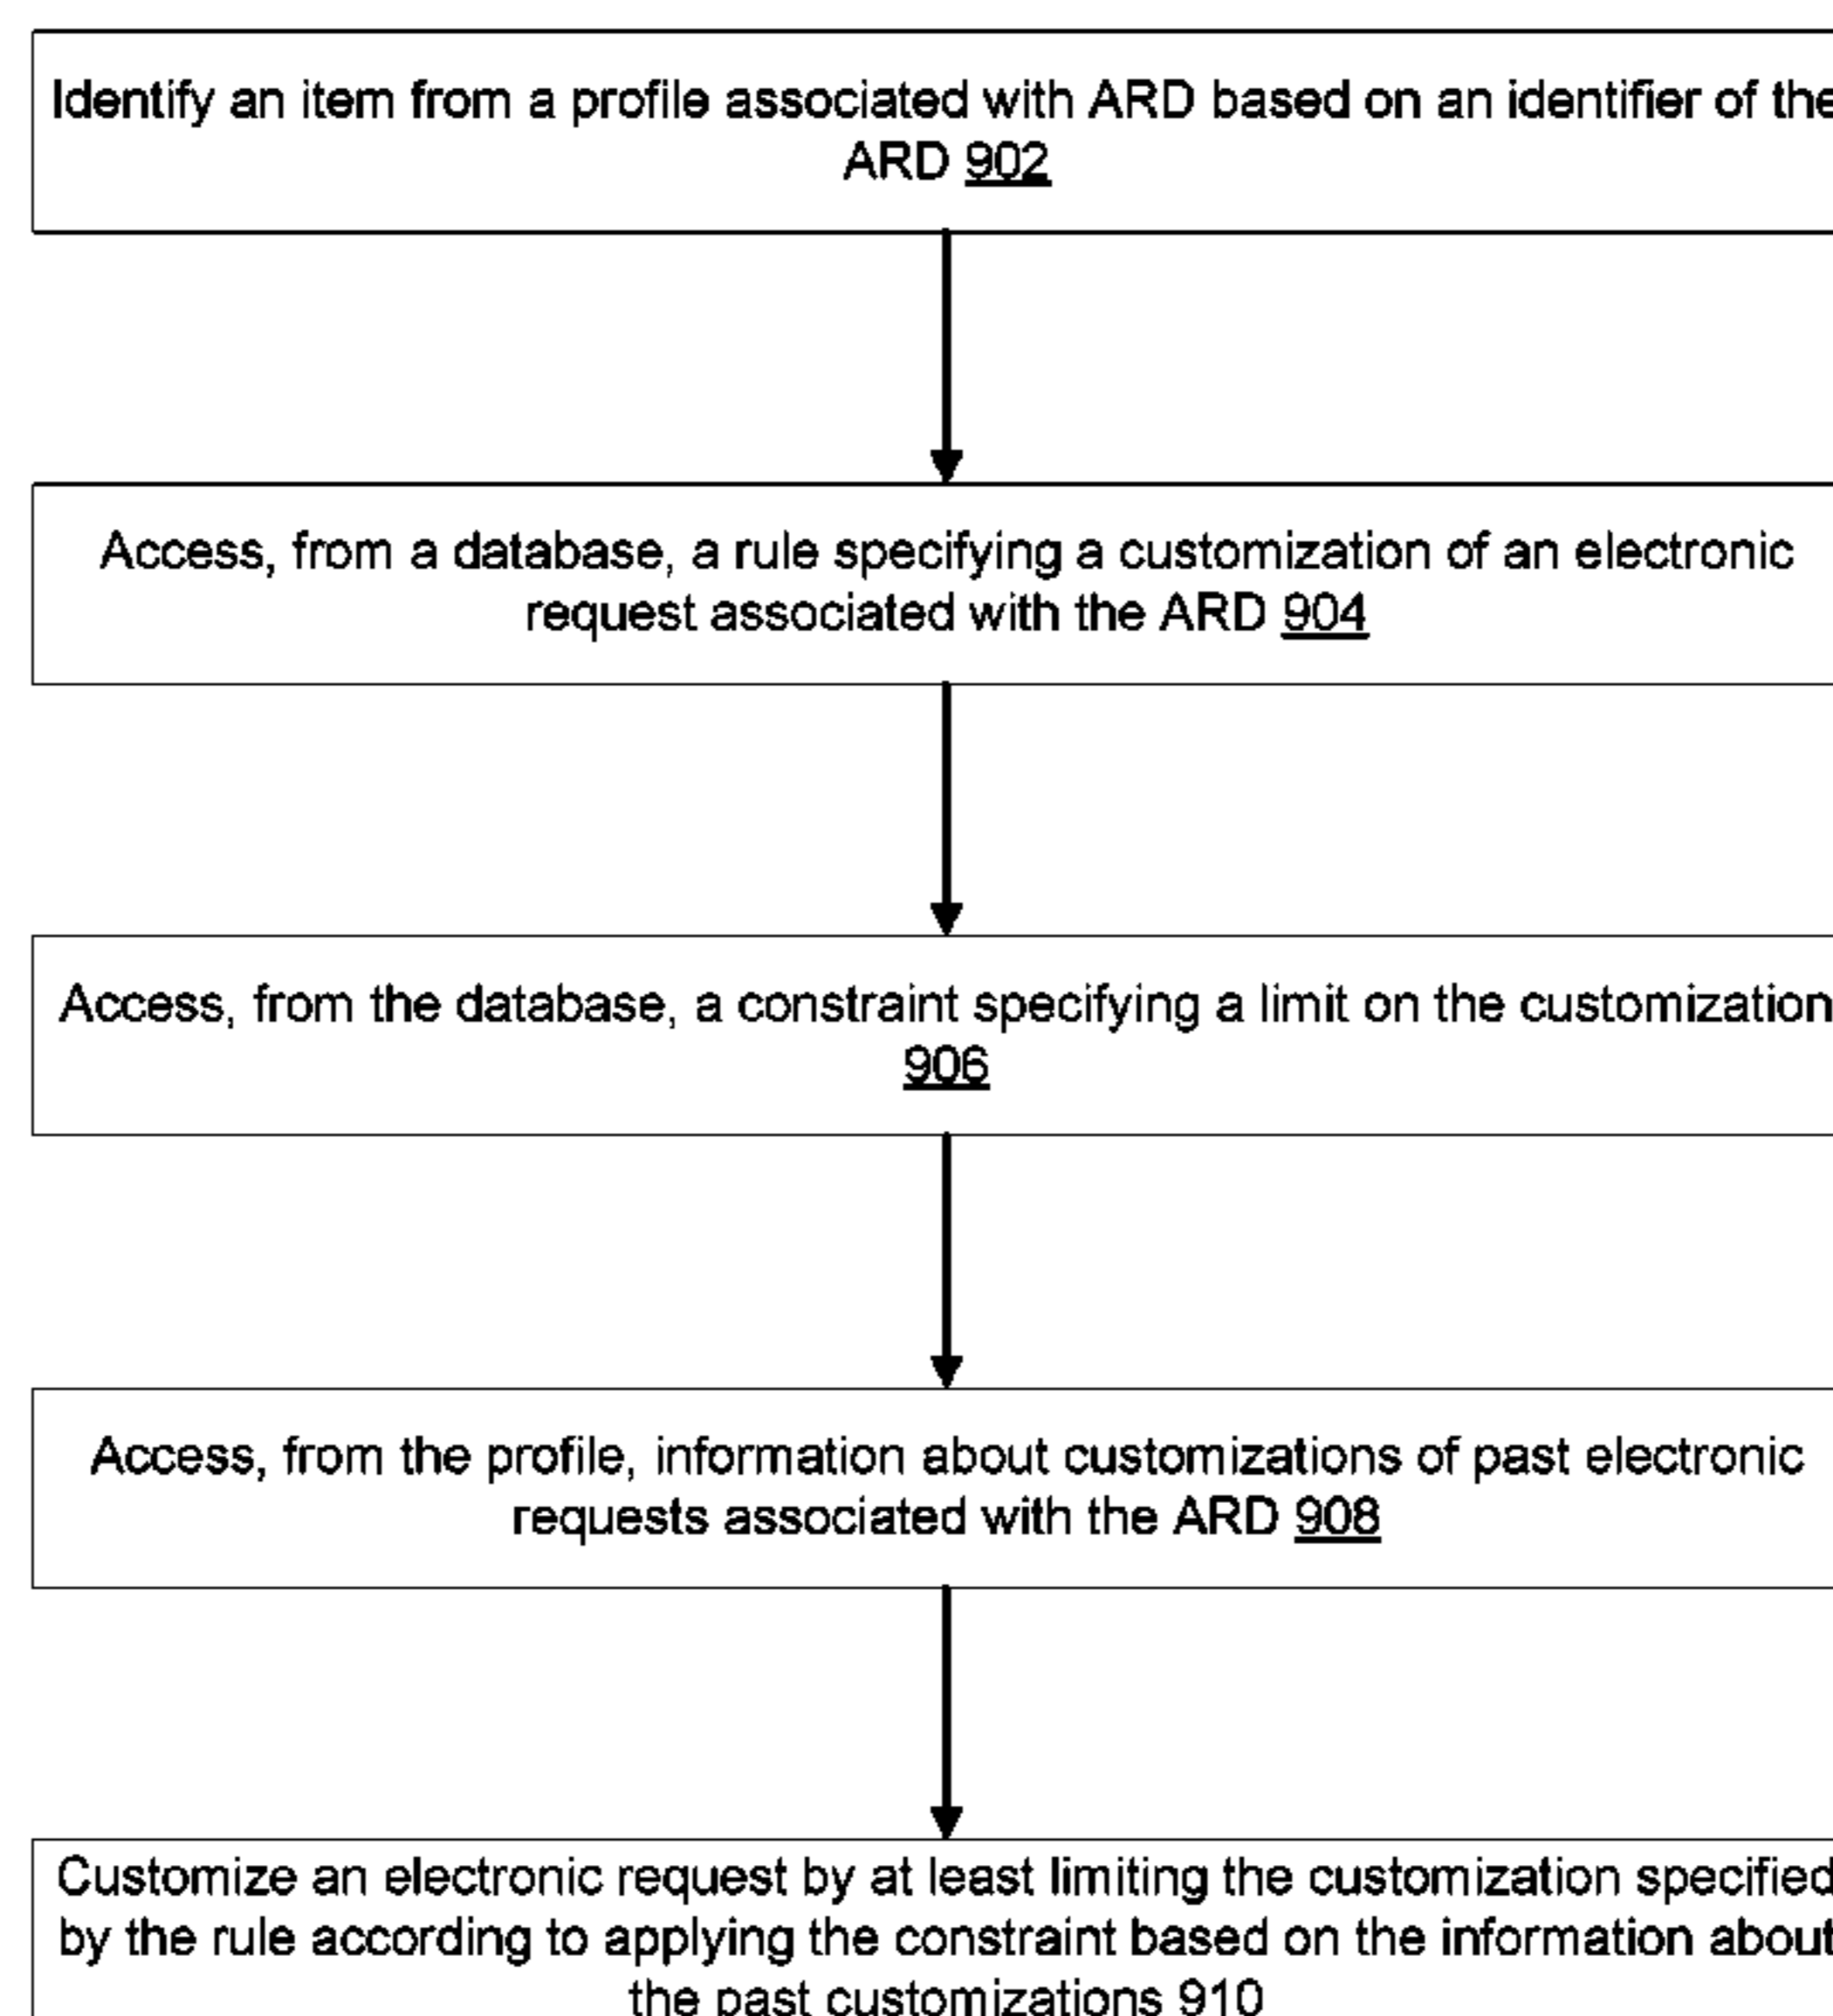 Identify an item from a profile associated with ARD based on an identifier of the
ARD 902
Access, from a database, a rule specifying a customization of an electronic
request associated with the ARD 904
Access, from the database, a constraint specifying a limit on the customization
906
Access, from the profile, information about customizations of past electronic
requests associated with the ARD 908
Customize an electronic request by at least limiting the customization specified
by the rule according to applying the constraint based on the information about
the past customizations 910